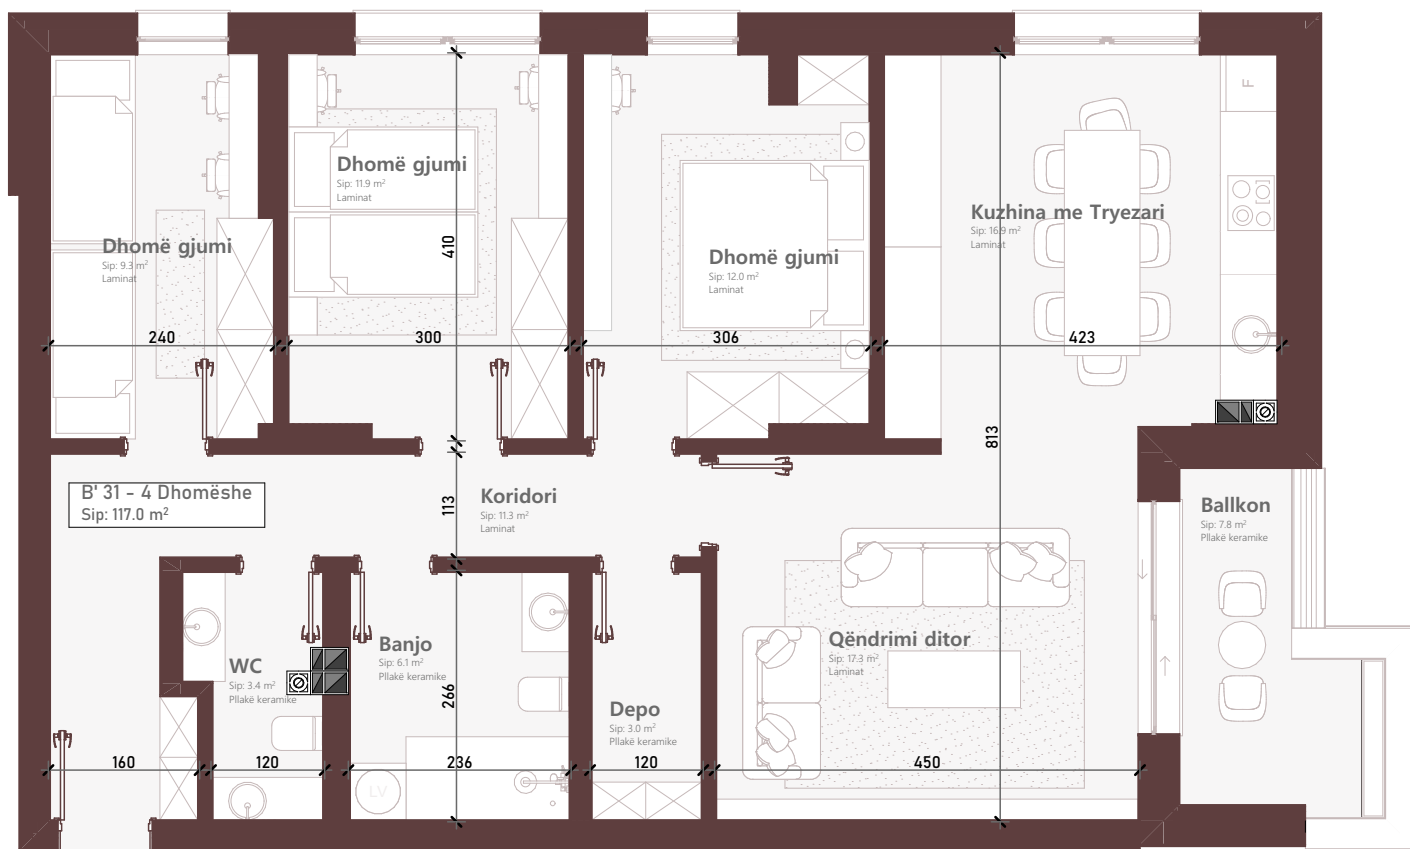 F
Dhomë gjumi
Sip: 11.9 m²
Laminat
Dhomë gjumi
Sip: 9.3 m²
Laminat
Dhomë gjumi
Sip: 12.0 m²
Laminat
Kuzhina me Tryezari
Sip: 16.9 m²
Laminat
410
240
300
306
423
813
B' 31 - 4 Dhomëshe
Sip: 117.0 m²
113
Koridori
Sip: 11.3 m²
Laminat
Ballkon
Sip: 7.8 m²
Pllakë keramike
WC
Sip: 3.4 m²
Pllakë keramike
Banjo
Sip: 6.1 m²
Pllakë keramike
266
Depo
Sip: 3.0 m²
Pllakë keramike
Qëndrimi ditor
Sip: 17.3 m²
Laminat
160
120
236
120
450
LV